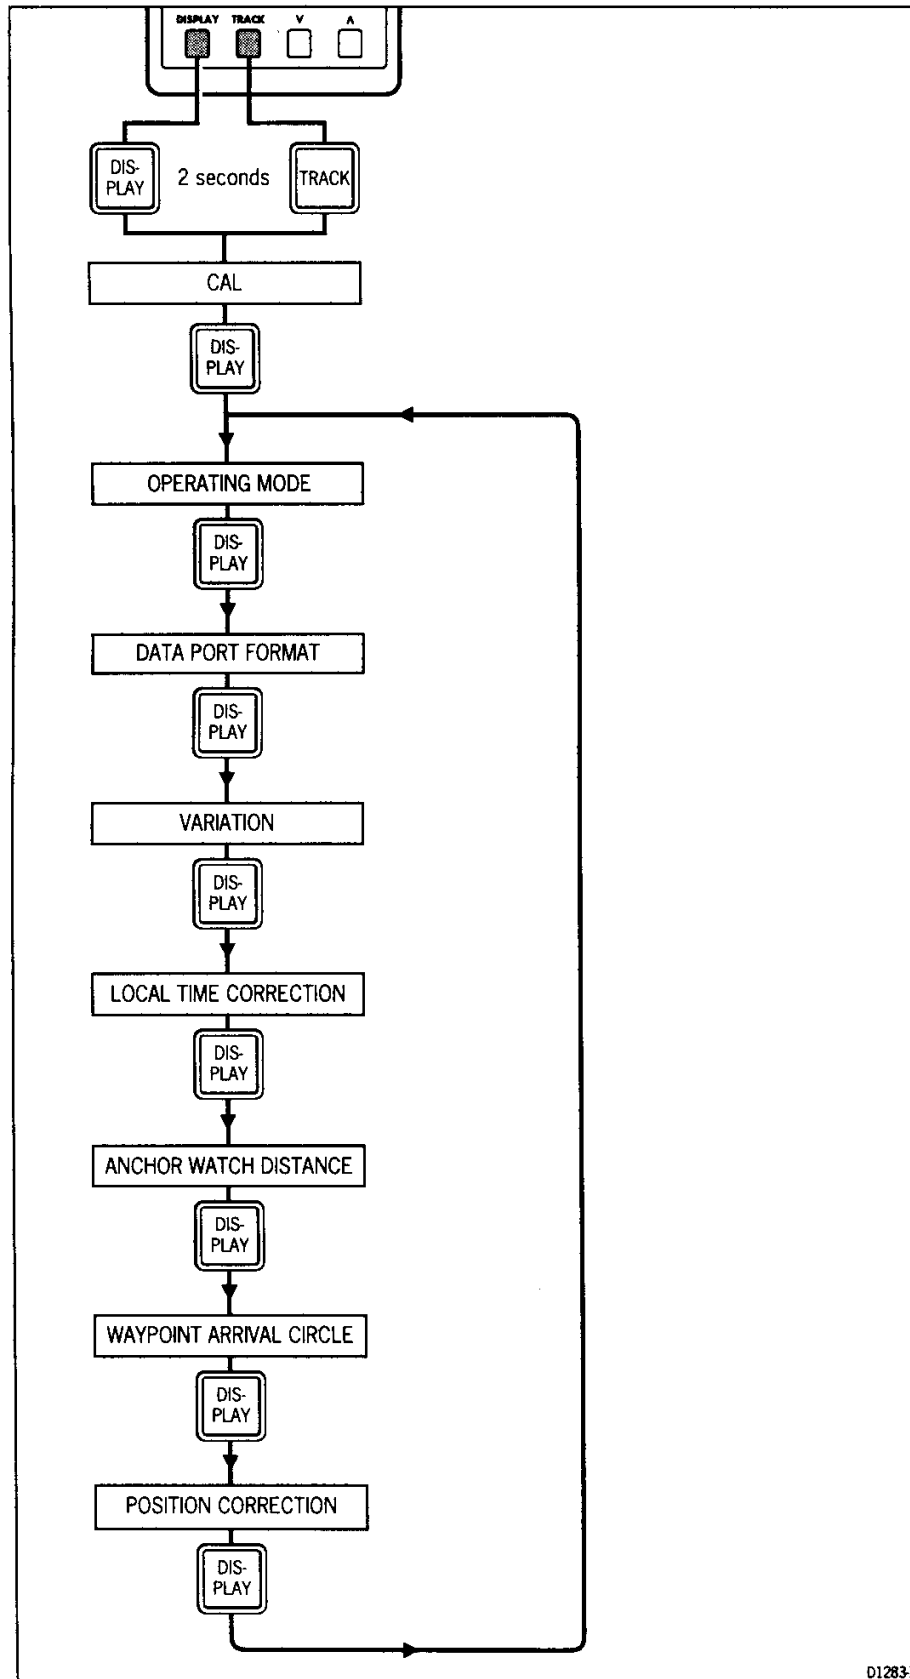 DISPLAY TRACK V Λ
DIS-
PLAY
2 seconds
TRACK
CAL
DIS-
PLAY
OPERATING MODE
DIS-
PLAY
DATA PORT FORMAT
DIS-
PLAY
VARIATION
DIS-
PLAY
LOCAL TIME CORRECTION
DIS-
PLAY
ANCHOR WATCH DISTANCE
DIS-
PLAY
WAYPOINT ARRIVAL CIRCLE
DIS-
PLAY
POSITION CORRECTION
DIS-
PLAY
D1283-